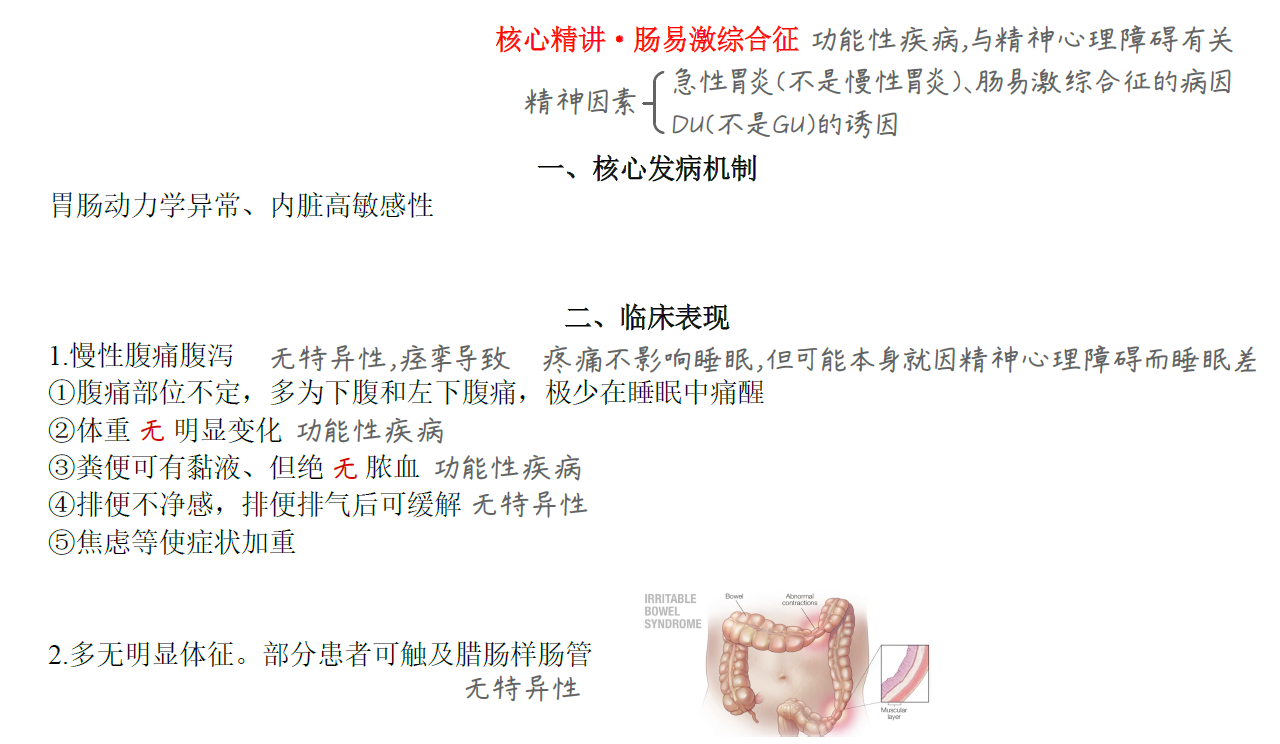 核心精讲·肠易激综合征 功能性疾病,与精神心理障碍有关
精神因素 急性胃炎(不是慢性胃炎)、肠易激综合征的病因
DU(不是GU)的诱因
一、核心发病机制
胃肠动力学异常、内脏高敏感性
二、临床表现
1.慢性腹痛腹泻 无特异性,痉挛导致 疼痛不影响睡眠,但可能本身就因精神心理障碍而睡眠差
①腹痛部位不定，多为下腹和左下腹痛，极少在睡眠中痛醒
②体重 无 明显变化 功能性疾病
③粪便可有黏液、但绝 无 脓血 功能性疾病
④排便不净感，排便排气后可缓解 无特异性
⑤焦虑等使症状加重
IRRITABLE
BOWEL
SYNDROME
Bowel
Abnormal
contractions
2.多无明显体征。部分患者可触及腊肠样肠管
无特异性
Muscular
layer